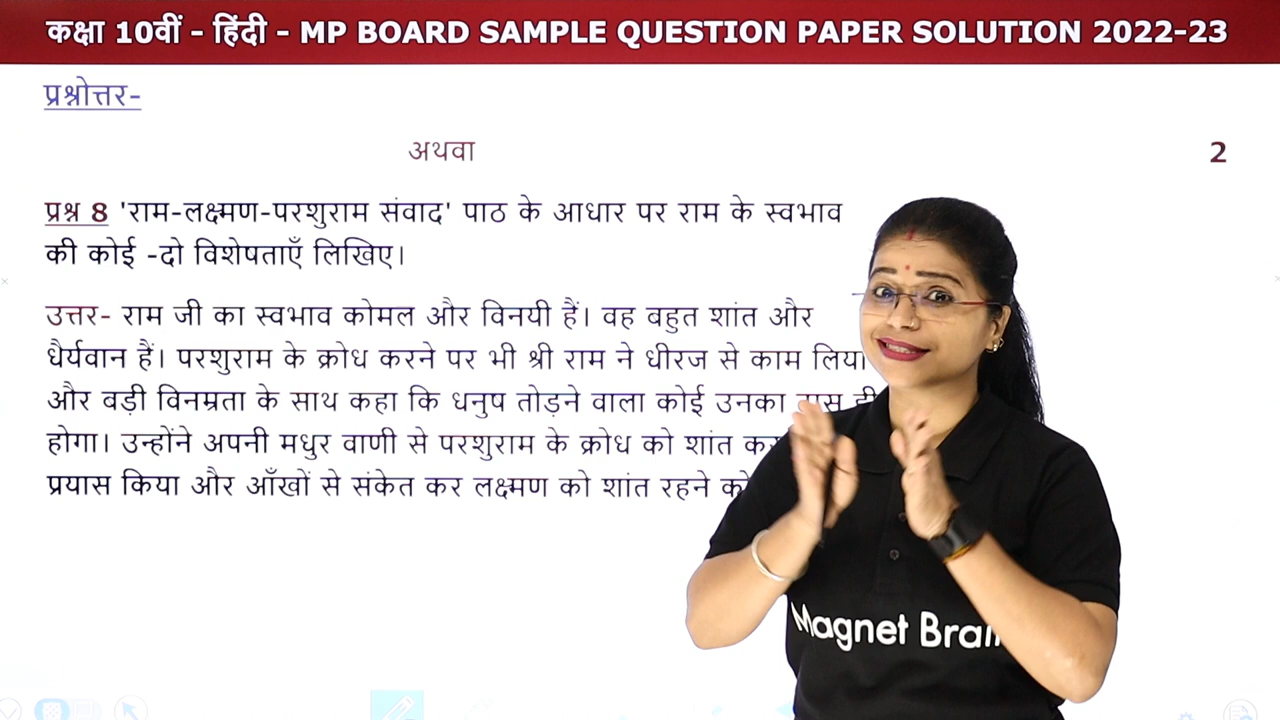 कक्षा 10वीं - हिंदी - MP BOARD SAMPLE QUESTION PAPER SOLUTION 2022-23
प्रश्नोत्तर-
अथवा 2
प्रश्न 8 'राम-लक्ष्मण-परशुराम संवाद' पाठ के आधार पर राम के स्वभाव
की कोई -दो विशेषताएँ लिखिए।
उत्तर- राम जी का स्वभाव कोमल और विनयी हैं। वह बहुत शांत और
धैर्यवान हैं। परशुराम के क्रोध करने पर भी श्री राम ने धीरज से काम लिया
और बड़ी विनम्रता के साथ कहा कि धनुष तोड़ने वाला कोई उनका
होगा। उन्होंने अपनी मधुर वाणी से परशुराम के क्रोध को शांत
प्रयास किया और आँखों से संकेत कर लक्ष्मण को शांत रहने
Magnet